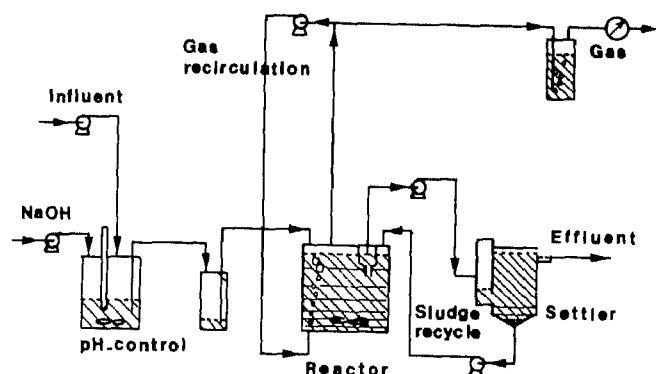 Gas
recirculation
Gas
Influent
NaOH
Effluent
Sludge
recycle
Settler
pH-control
Reactor